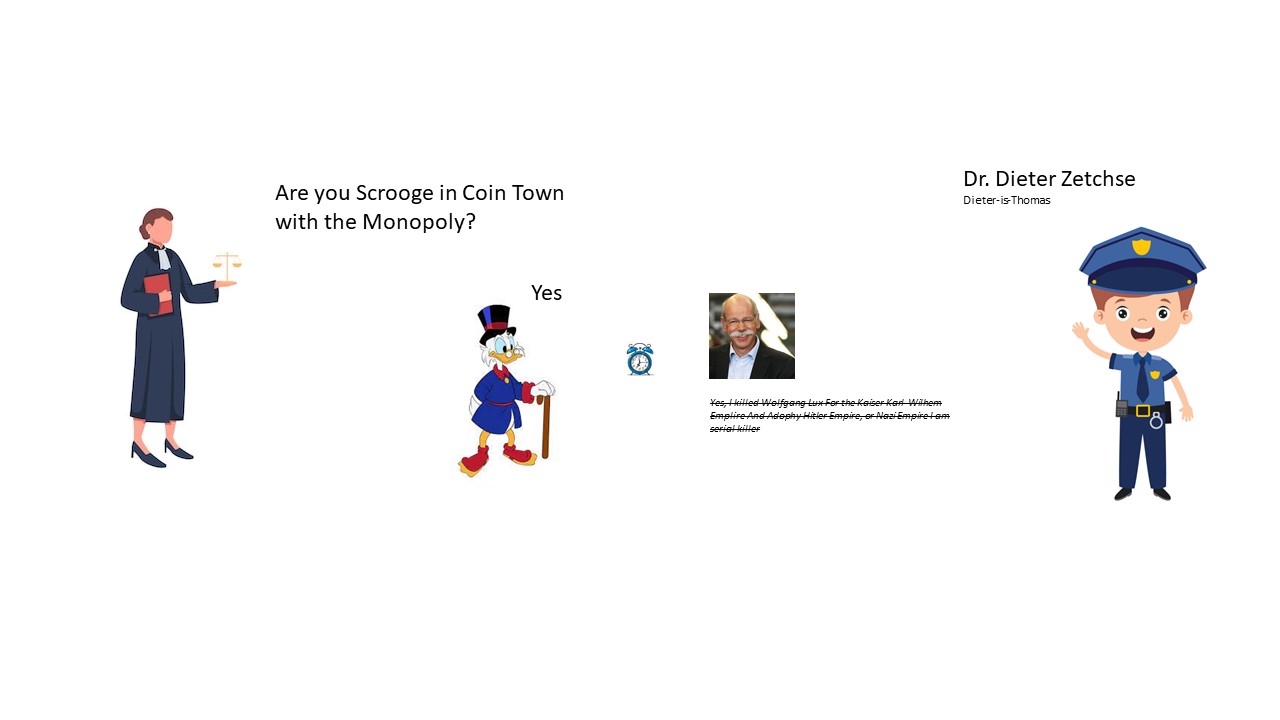 Are you Scrooge in Coin Town
with the Monopoly?
Yes
Dr. Dieter Zetchse
Dieter-is-Thomas
Yes, I killed Wolfgang Lux For the Kaiser Karl-Wilhem
Emplire And Adophy Hitler Empire, or Nazi Empire I am
serial killer